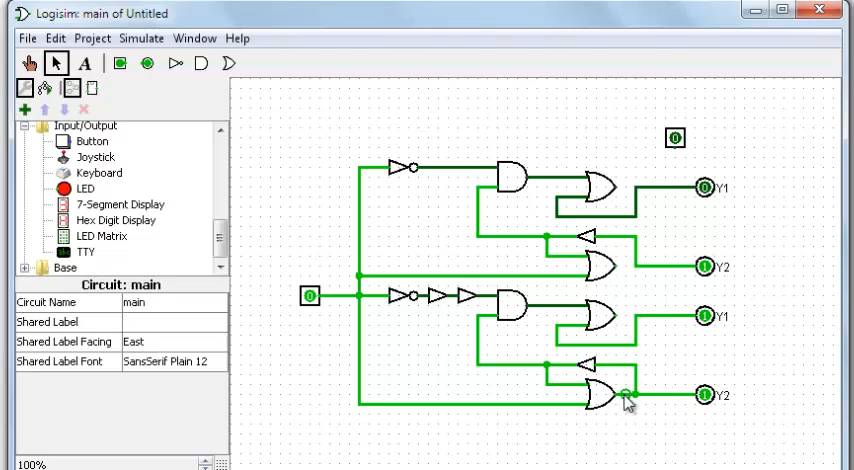 Logisim: main of Untitled
File Edit Project Simulate Window Help
A
Input/Output
Button
Joystick
Keyboard
LED
7-Segment Display
Hex Digit Display
LED Matrix
TTY
Base
Circuit: main
Circuit Name main
Shared Label
Shared Label Facing East
Shared Label Font SansSerif Plain 12
100%
0
0 Y1
1 Y2
0
1 Y1
1 Y2